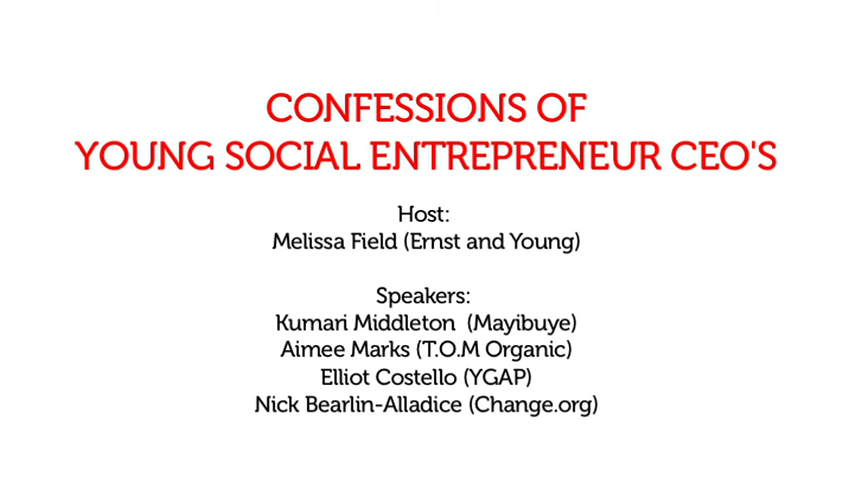 CONFESSIONS OF
YOUNG SOCIAL ENTREPRENEUR CEO'S
Host:
Melissa Field (Ernst and Young)
Speakers:
Kumari Middleton (Mayibuye)
Aimee Marks (T.O.M Organic)
Elliot Costello (YGAP)
Nick Bearlin-Alladice (Change.org)